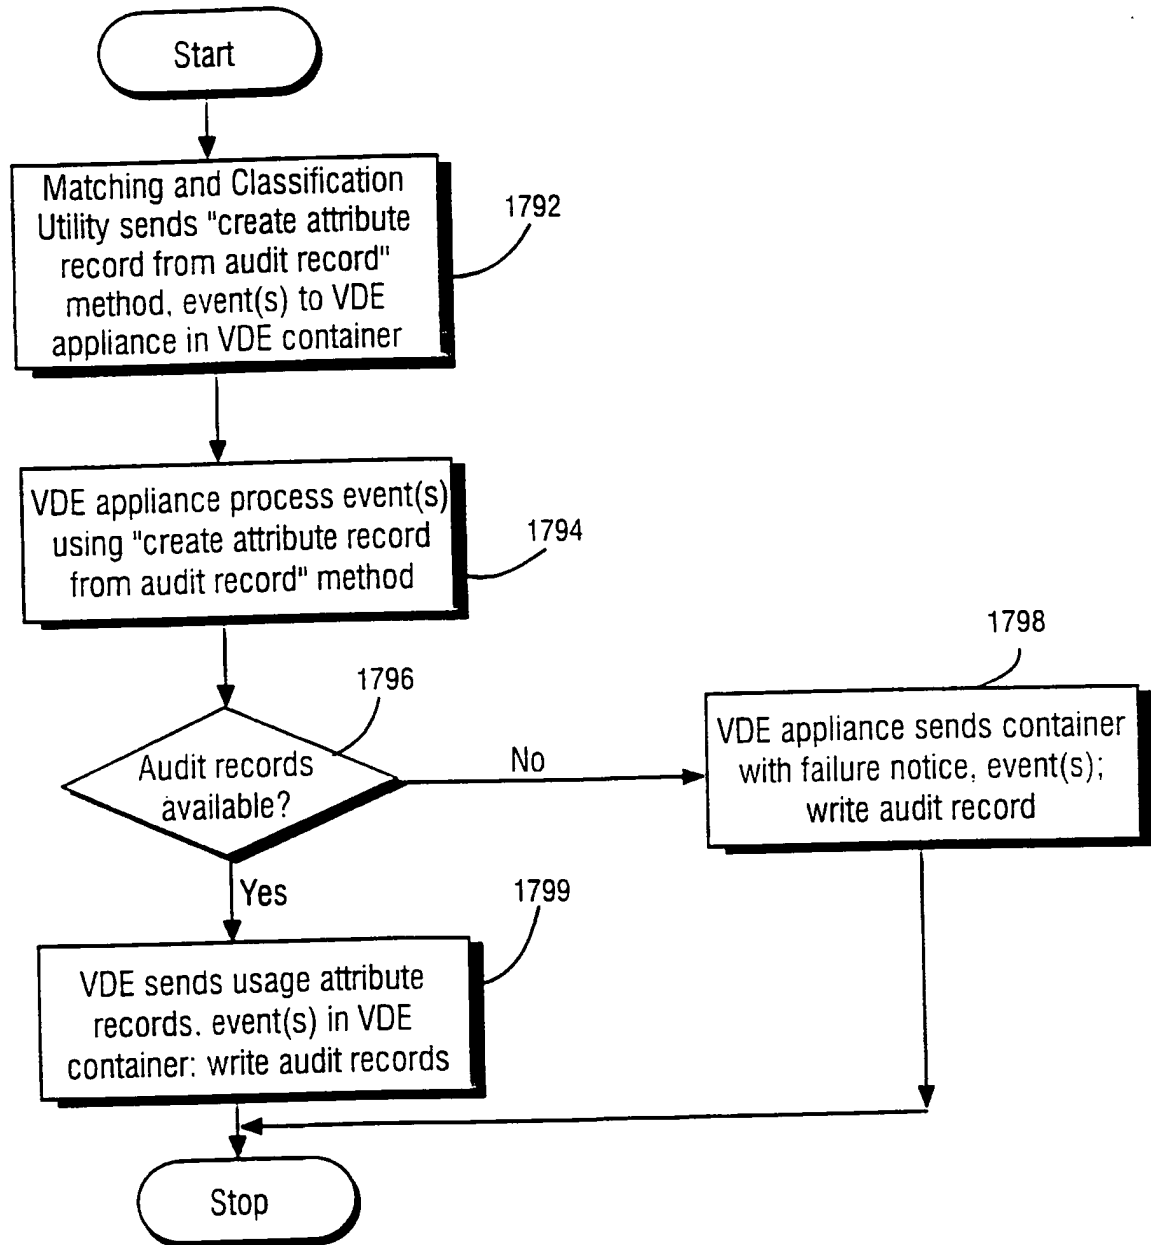 Start
Matching and Classification
Utility sends "create attribute
record from audit record"
method, event(s) to VDE
appliance in VDE container
1792
VDE appliance process event(s)
using "create attribute record
from audit record" method
1794
1796
Audit records
available?
No
Yes
1798
VDE appliance sends container
with failure notice, event(s);
write audit record
1799
VDE sends usage attribute
records, event(s) in VDE
container: write audit records
Stop